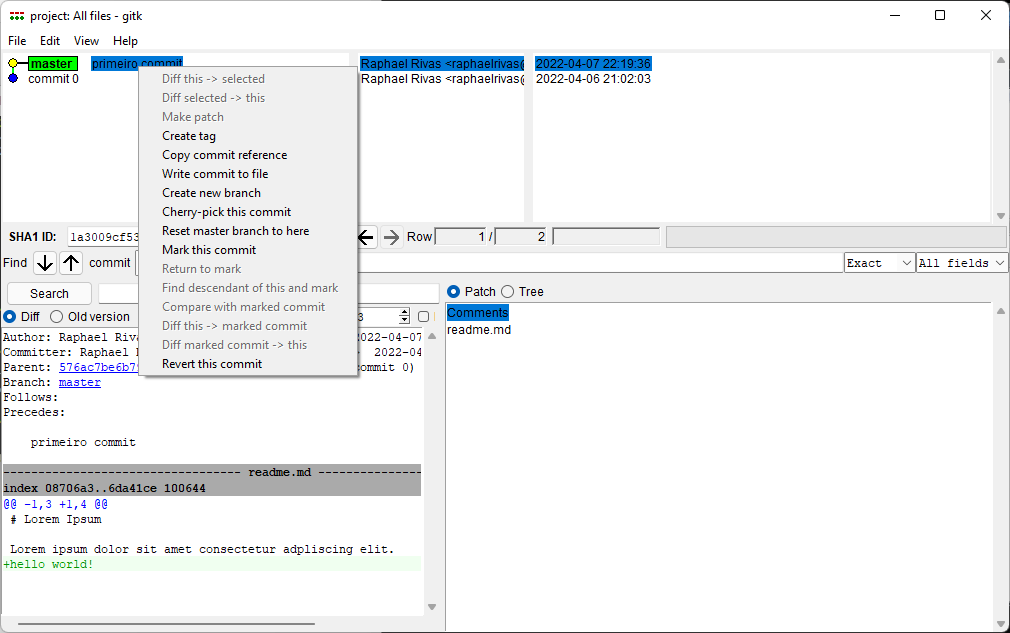 project: All files - gitk
File Edit View Help
master primeiro commit Raphael Rivas <raphaelrivas@ 2022-04-07 22:19:36
commit 0 Raphael Rivas <raphaelrivas@ 2022-04-06 21:02:03
Diff this -> selected
Diff selected -> this
Make patch
Create tag
Copy commit reference
Write commit to file
Create new branch
Cherry-pick this commit
Reset master branch to here
Mark this commit
Return to mark
Find descendant of this and mark
Compare with marked commit
Diff this -> marked commit
Diff marked commit -> this
Revert this commit
SHA1 ID: 1a3009cf53 Row 1 / 2
Find commit Exact All fields
Search
Diff Old version 3
Patch Tree
Comments
readme.md
Author: Raphael Riva 2022-04-07
Committer: Raphael 2022-04
Parent: 576ac7be6b7 commit 0)
Branch: master
Follows:
Precedes:
primeiro commit
---------------------------------- readme.md ---------------
index 08706a3..6da41ce 100644
@@ -1,3 +1,4 @@
# Lorem Ipsum
Lorem ipsum dolor sit amet consectetur adpliscing elit.
+hello world!